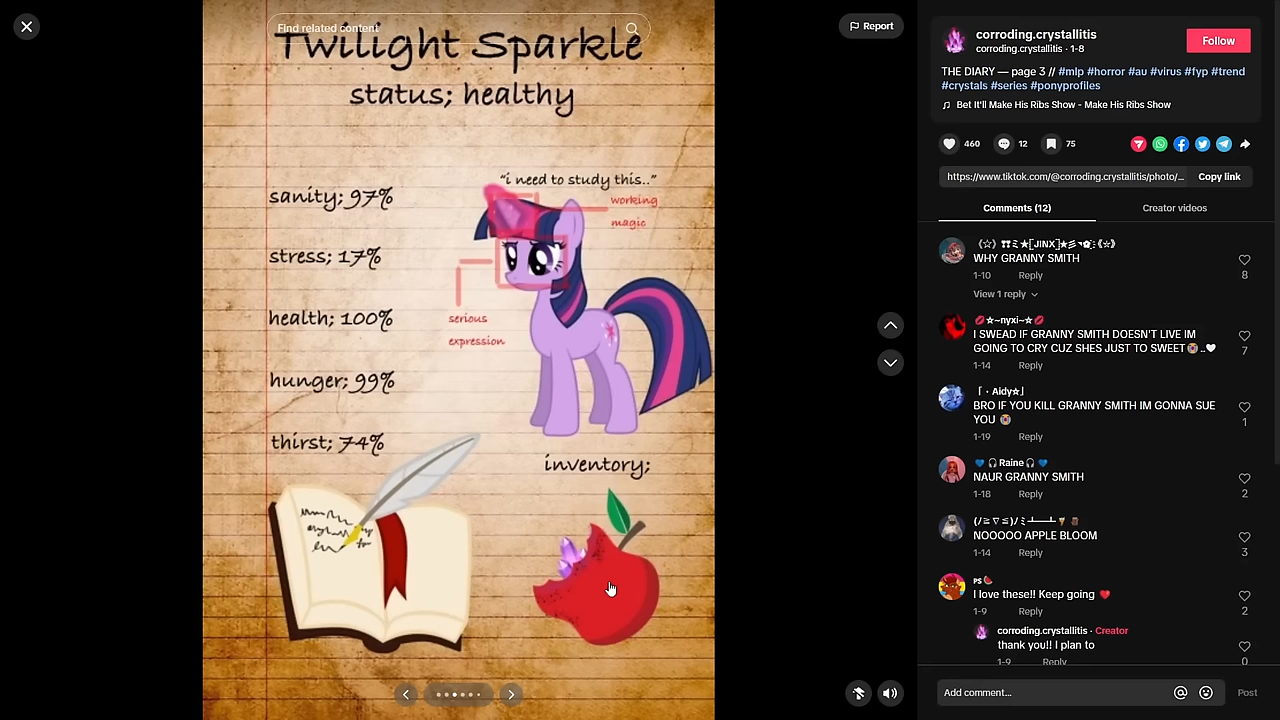 Find related content
Twilight Sparkle
status; healthy
sanity; 97%
stress; 17%
health; 100%
hunger; 99%
thirst; 74%
"i need to study this.."
working
magic
serious
expression
inventory;
Report
corroding.crystallitis
corroding.crystallitis · 1-8
Follow
THE DIARY — page 3 // #mlp #horror #au #virus #fyp #trend
#crystals #series #ponyprofiles
♫ Bet It'll Make His Ribs Show - Make His Ribs Show
460
12
75
https://www.tiktok.com/@corroding.crystallitis/photo/...
Copy link
Comments (12)
Creator videos
JINX
WHY GRANNY SMITH
1-10 Reply
8
View 1 reply
💋☆~nyxi~☆💋
I SWEAR IF GRANNY SMITH DOESN'T LIVE IM
GOING TO CRY CUZ SHES JUST TO SWEET😭..🤍
7
1-14 Reply
「・Aidy☆」
BRO IF YOU KILL GRANNY SMITH IM GONNA SUE
YOU 😭
1
1-19 Reply
💙🎧Raine🎧💙
NAUR GRANNY SMITH
2
1-18 Reply
NOOOOO APPLE BLOOM
3
1-14 Reply
ᴘs🍉
I love these!! Keep going ♥️
2
1-9 Reply
corroding.crystallitis · Creator
thank you!! I plan to
1-9 Reply
0
Add comment...
Post